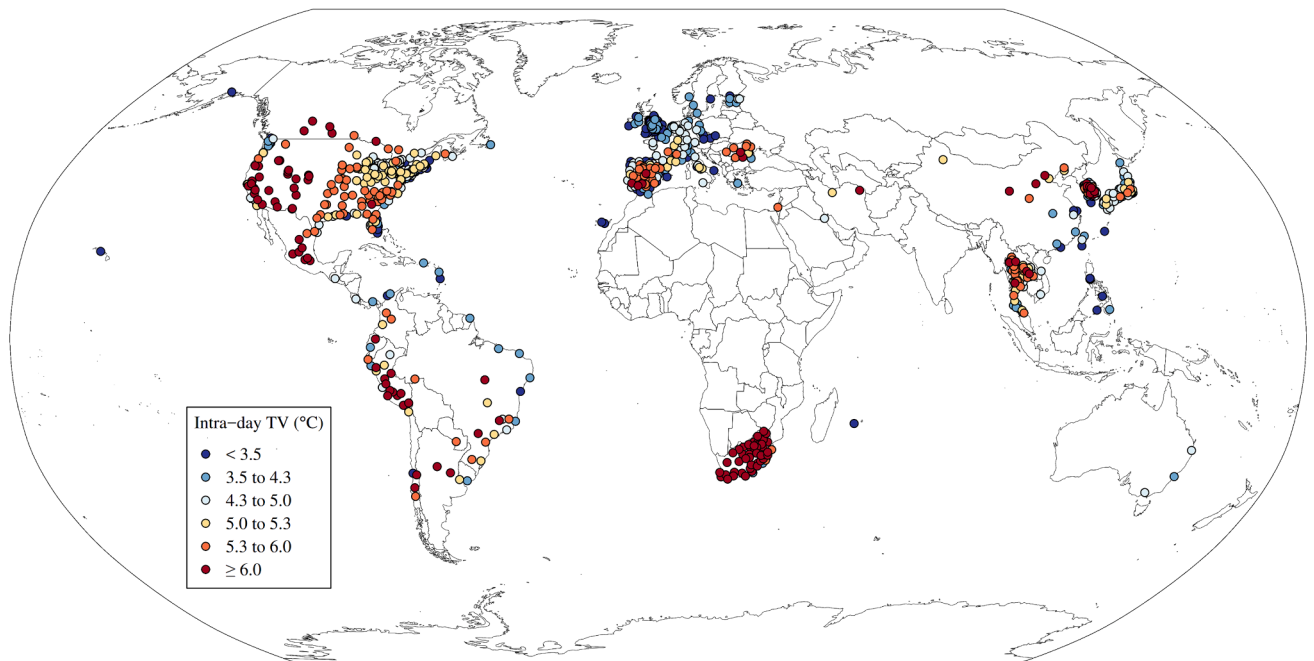 Intra−day TV (°C)
< 3.5
3.5 to 4.3
4.3 to 5.0
5.0 to 5.3
5.3 to 6.0
≥ 6.0